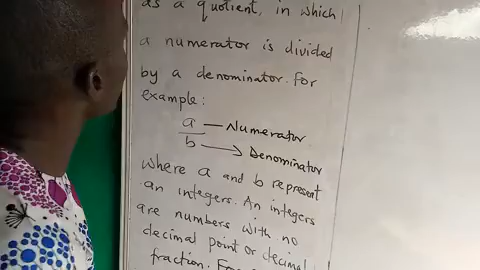 as a quotient, in which
a numerator is divided
by a denominator. For
example:
a — Numerator
b → Denominator
where a and b represent
an integers. An integers
are numbers with no
decimal point or decimal
fraction. For